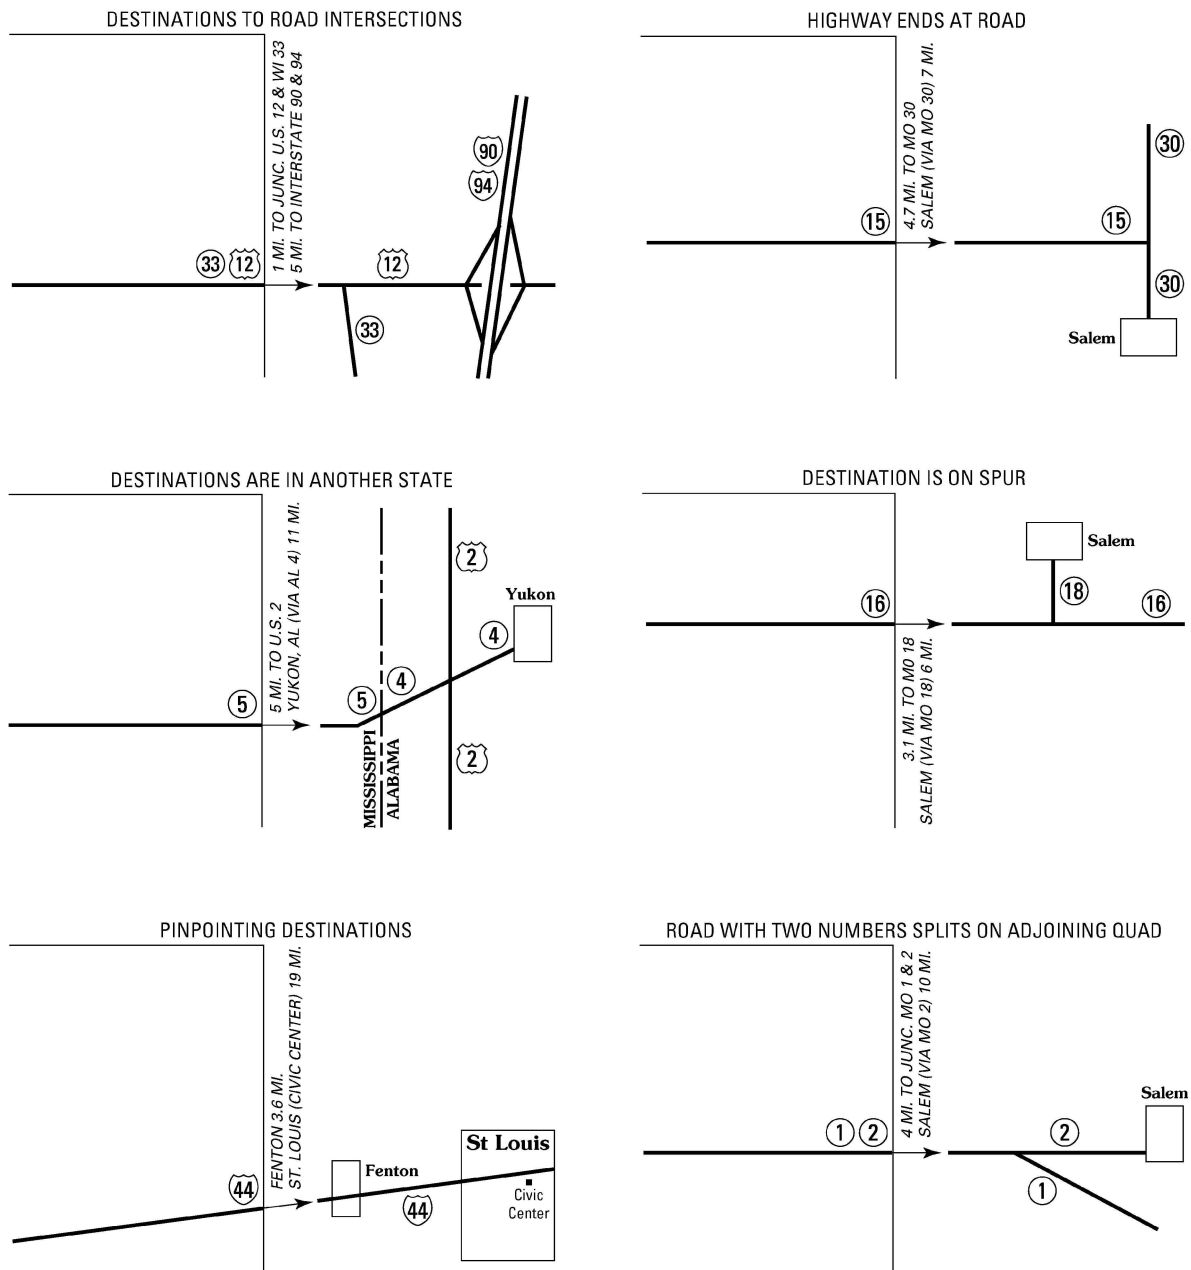 DESTINATIONS TO ROAD INTERSECTIONS
1 MI. TO JUNC. U.S. 12 & WI 33
5 MI. TO INTERSTATE 90 & 94
90
94
33
12
12
33
HIGHWAY ENDS AT ROAD
4.7 MI. TO MO 30
SALEM (VIA MO 30) 7 MI.
30
15
15
30
Salem
DESTINATIONS ARE IN ANOTHER STATE
5 MI. TO U.S. 2
YUKON, AL (VIA AL 4) 11 MI.
2
Yukon
4
4
5
5
2
MISSISSIPPI
ALABAMA
DESTINATION IS ON SPUR
Salem
16
18
16
3.1 MI. TO M0 18
SALEM (VIA MO 18) 6 MI.
PINPOINTING DESTINATIONS
FENTON 3.6 MI.
ST. LOUIS (CIVIC CENTER) 19 MI.
St Louis
Fenton
44
44
Civic
Center
ROAD WITH TWO NUMBERS SPLITS ON ADJOINING QUAD
4 MI. TO JUNC. MO 1 & 2
SALEM (VIA MO 2) 10 MI.
Salem
1
2
2
1